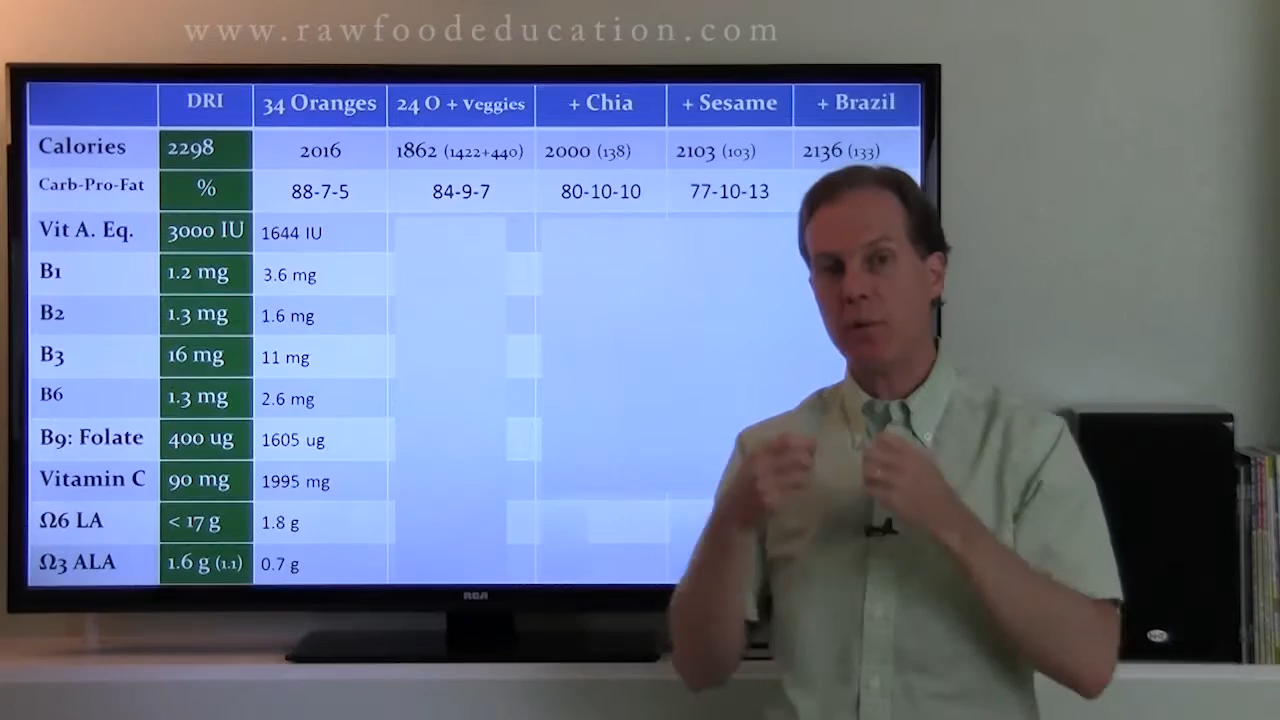 www.rawfoodeducation.com
DRI 34 Oranges 24 O + veggies + Chia + Sesame + Brazil
Calories 2298 2016 1862 (1422+440) 2000 (138) 2103 (103) 2136 (133)
Carb-Pro-Fat % 88-7-5 84-9-7 80-10-10 77-10-13
Vit A. Eq. 3000 IU 1644 IU
B1 1.2 mg 3.6 mg
B2 1.3 mg 1.6 mg
B3 16 mg 11 mg
B6 1.3 mg 2.6 mg
B9: Folate 400 ug 1605 ug
Vitamin C 90 mg 1995 mg
Ω6 LA < 17 g 1.8 g
Ω3 ALA 1.6 g (1.1) 0.7 g
RCA